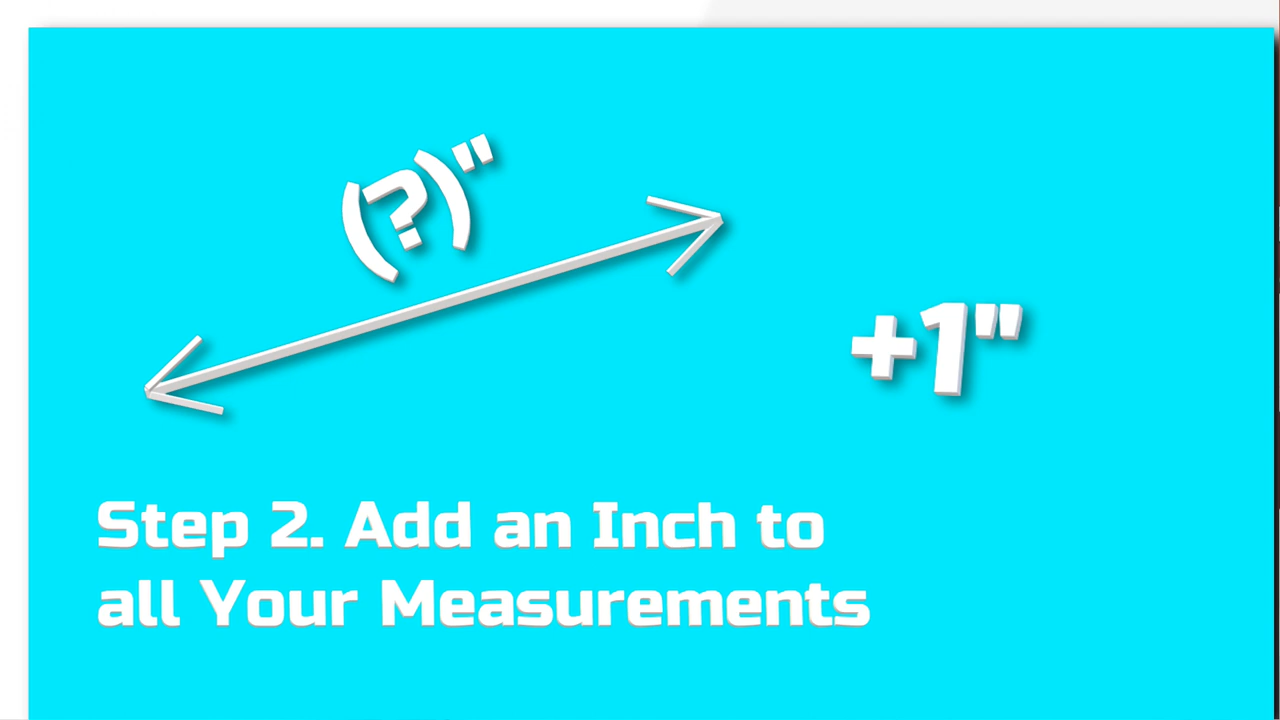 (?)"
+1"
Step 2. Add an Inch to
all Your Measurements